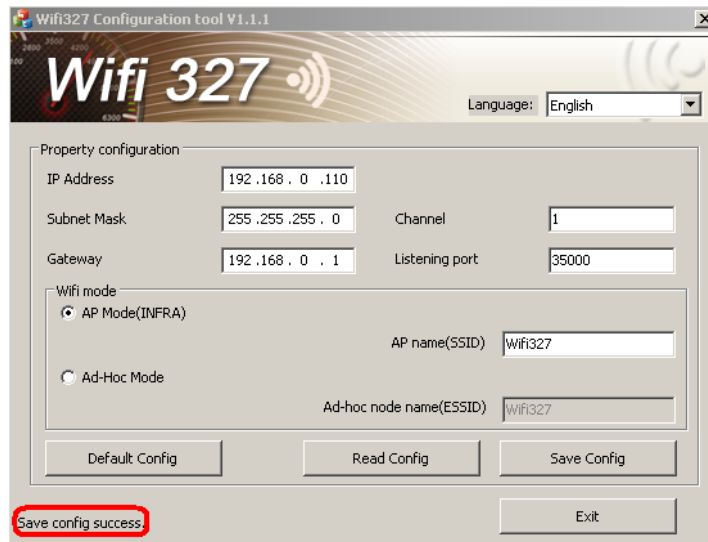 Wifi327 Configuration tool V1.1.1
Wifi 327
Language: English
Property configuration
IP Address 192.168. 0 .110
Subnet Mask 255.255.255. 0 Channel 1
Gateway 192.168. 0 . 1 Listening port 35000
Wifi mode
AP Mode(INFRA)
AP name(SSID) Wifi327
Ad-Hoc Mode
Ad-hoc node name(ESSID) Wifi327
Default Config Read Config Save Config
Save config success. Exit